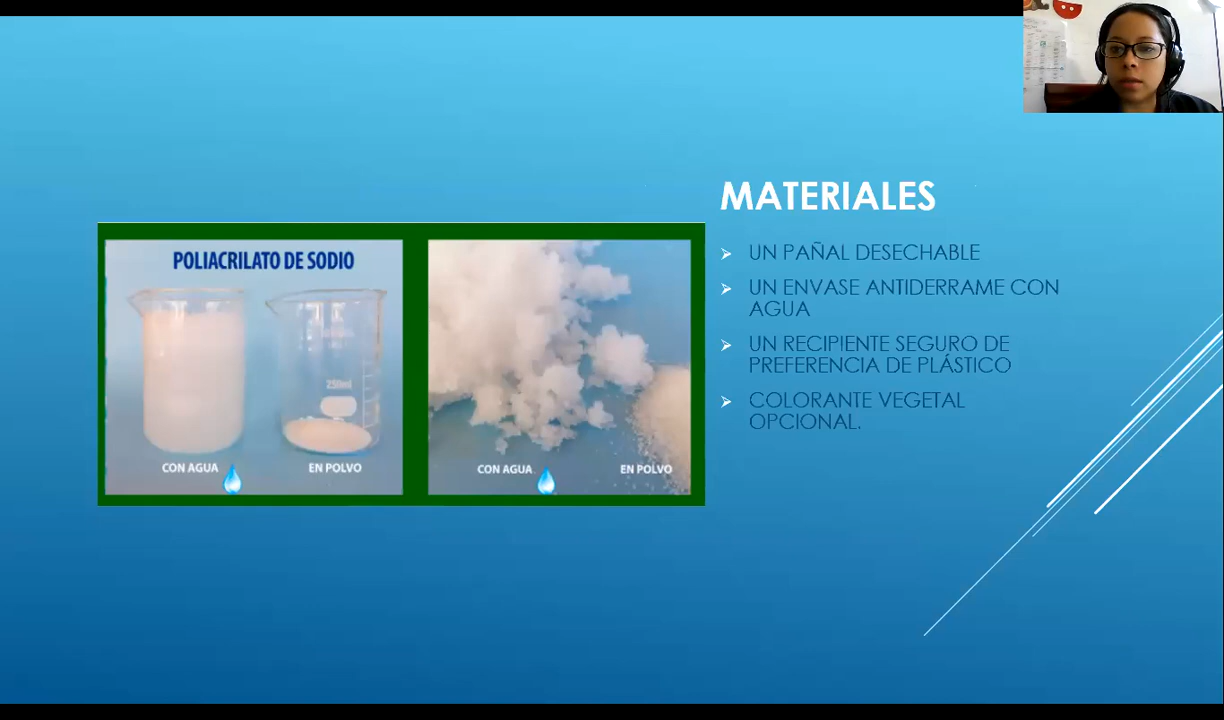 POLIACRILATO DE SODIO
250ml
CON AGUA
EN POLVO
CON AGUA
EN POLVO
MATERIALES
UN PAÑAL DESECHABLE
UN ENVASE ANTIDERRAME CON
AGUA
UN RECIPIENTE SEGURO DE
PREFERENCIA DE PLÁSTICO
COLORANTE VEGETAL
OPCIONAL.